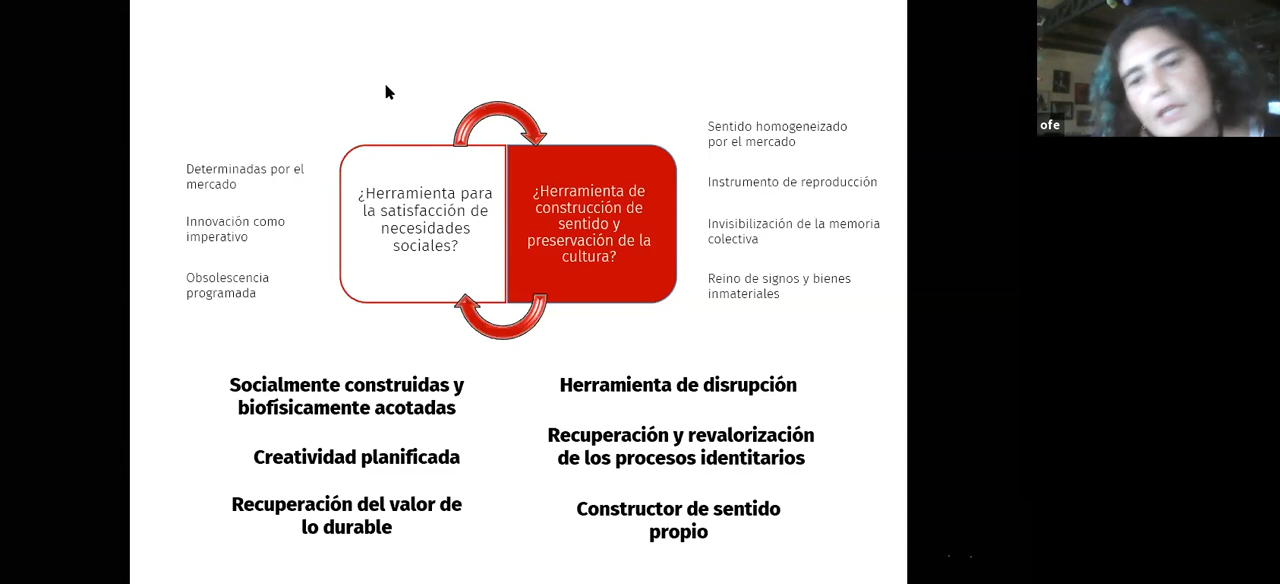 Determinadas por el
mercado
Innovación como
imperativo
Obsolescencia
programada
¿Herramienta para
la satisfacción de
necesidades
sociales?
¿Herramienta de
construcción de
sentido y
preservación de la
cultura?
Sentido homogeneizado
por el mercado
Instrumento de reproducción
Invisibilización de la memoria
colectiva
Reino de signos y bienes
inmateriales
Socialmente construidas y
biofísicamente acotadas
Creatividad planificada
Recuperación del valor de
lo durable
Herramienta de disrupción
Recuperación y revalorización
de los procesos identitarios
Constructor de sentido
propio
ofe